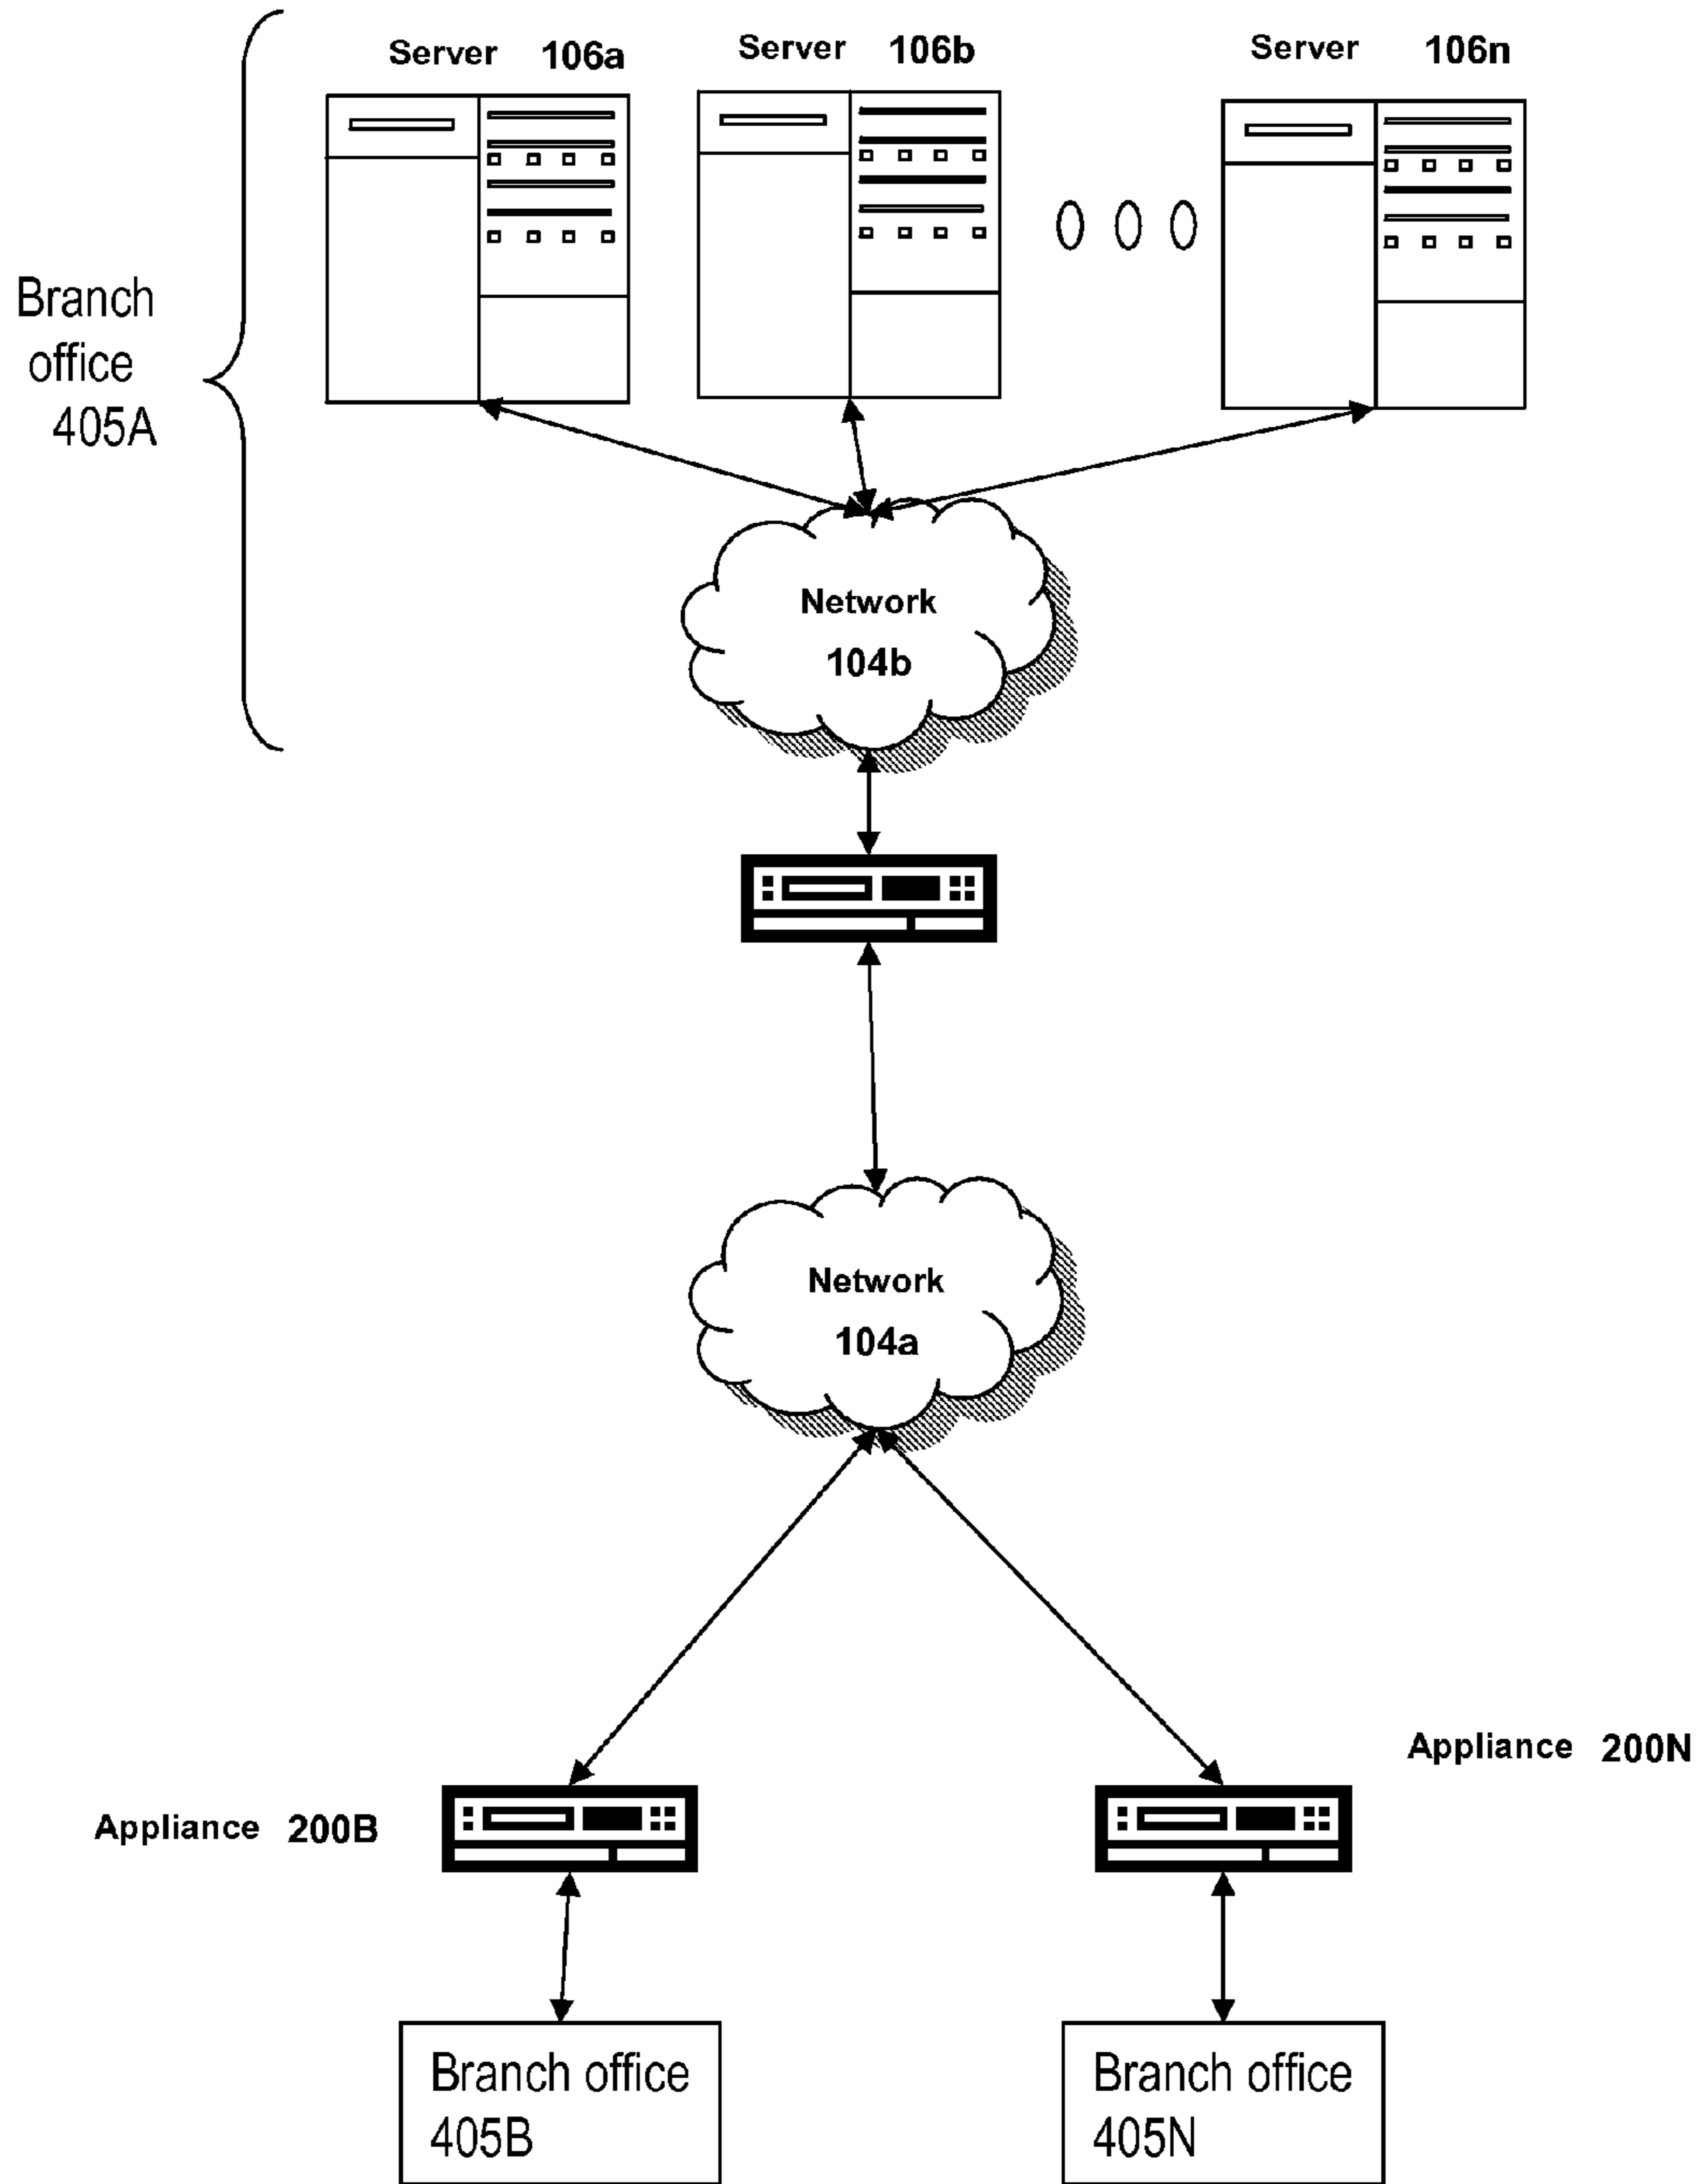 Server 106a
Server 106b
Server 106n
Branch
office
405A
Network
104b
Network
104a
Appliance 200N
Appliance 200B
Branch office
405B
Branch office
405N